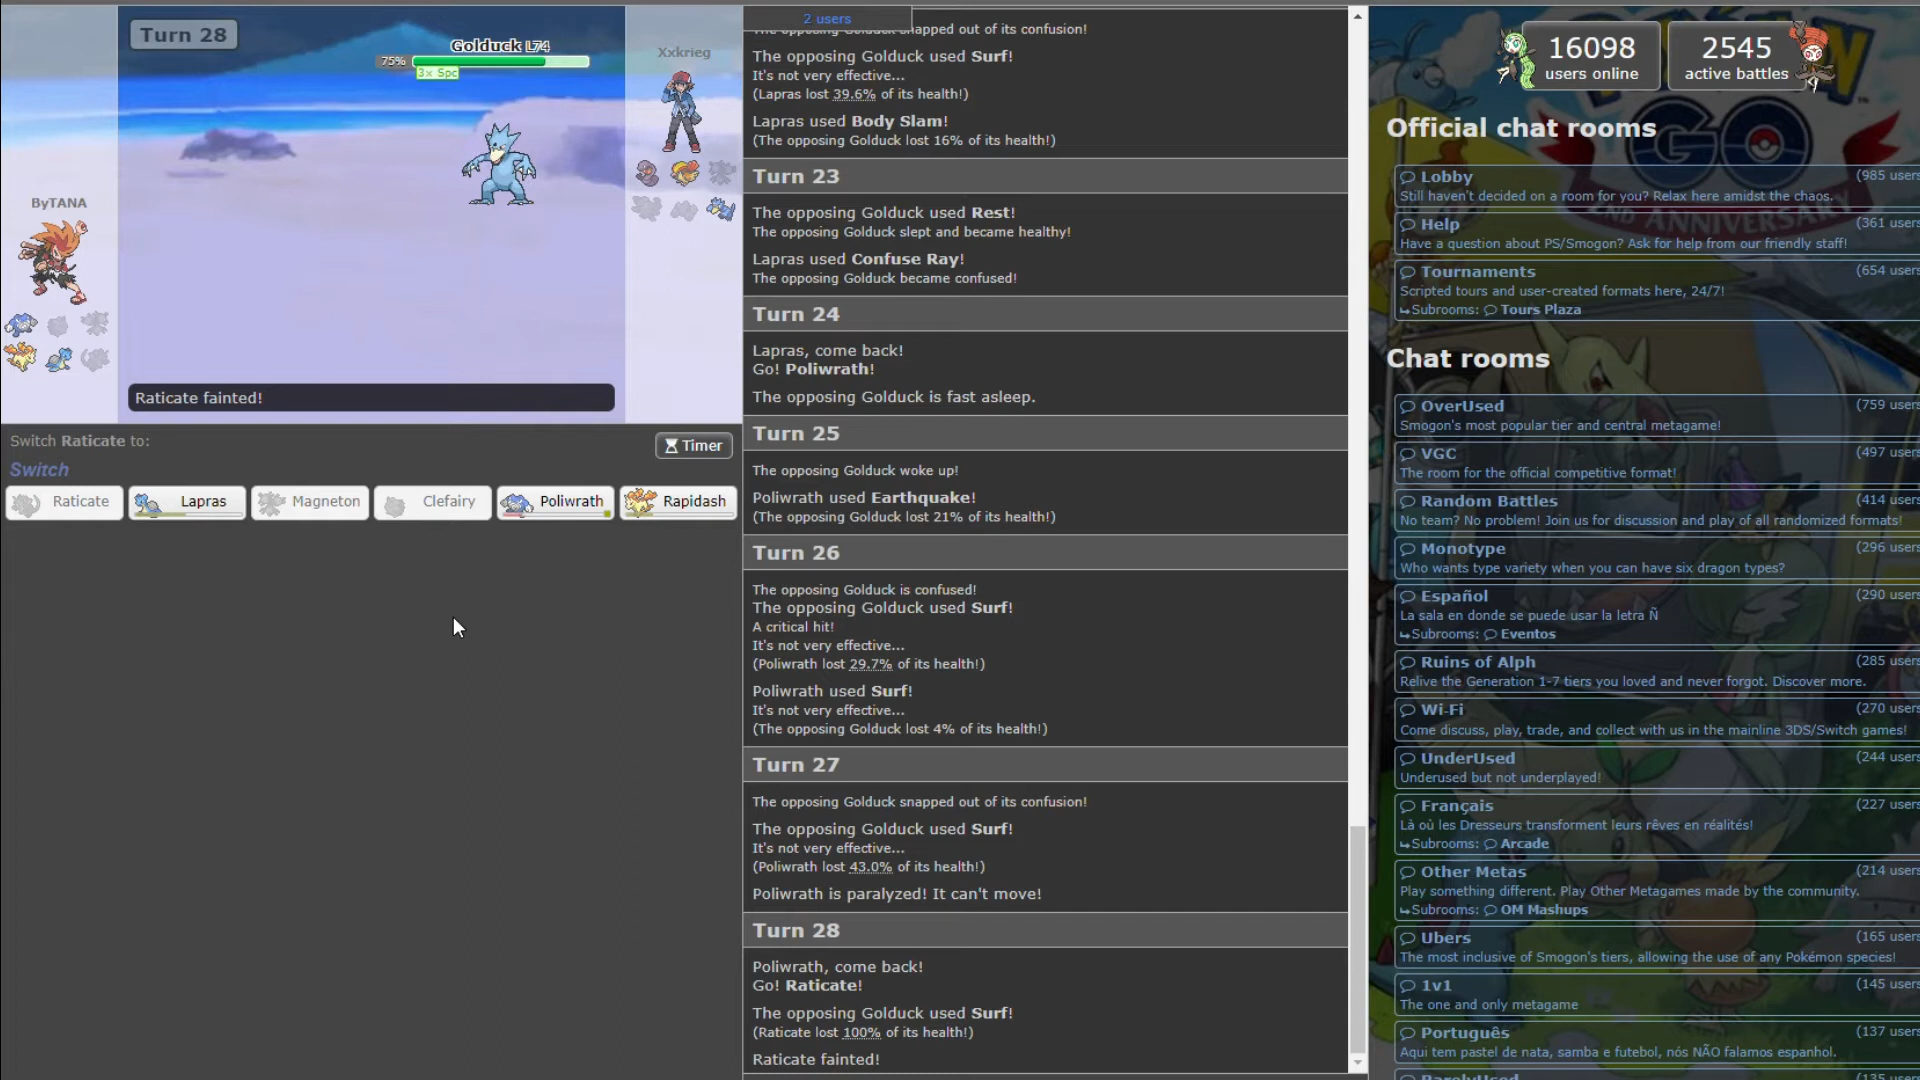 Turn 28
Golduck L74
75%
3x Spc
Xxkrieg
ByTANA
Raticate fainted!
Switch Raticate to:
Timer
Switch
Raticate
Lapras
Magneton
Clefairy
Poliwrath
Rapidash
2 users
The opposing Golduck snapped out of its confusion!
The opposing Golduck used Surf!
It's not very effective...
(Lapras lost 39.6% of its health!)
Lapras used Body Slam!
(The opposing Golduck lost 16% of its health!)
Turn 23
The opposing Golduck used Rest!
The opposing Golduck slept and became healthy!
Lapras used Confuse Ray!
The opposing Golduck became confused!
Turn 24
Lapras, come back!
Go! Poliwrath!
The opposing Golduck is fast asleep.
Turn 25
The opposing Golduck woke up!
Poliwrath used Earthquake!
(The opposing Golduck lost 21% of its health!)
Turn 26
The opposing Golduck is confused!
The opposing Golduck used Surf!
A critical hit!
It's not very effective...
(Poliwrath lost 29.7% of its health!)
Poliwrath used Surf!
It's not very effective...
(The opposing Golduck lost 4% of its health!)
Turn 27
The opposing Golduck snapped out of its confusion!
The opposing Golduck used Surf!
It's not very effective...
(Poliwrath lost 43.0% of its health!)
Poliwrath is paralyzed! It can't move!
Turn 28
Poliwrath, come back!
Go! Raticate!
The opposing Golduck used Surf!
(Raticate lost 100% of its health!)
Raticate fainted!
16098
users online
2545
active battles
GO
2ND ANNIVERSARY
Official chat rooms
Lobby (985 users
Still haven't decided on a room for you? Relax here amidst the chaos.
Help (361 users
Have a question about PS/Smogon? Ask for help from our friendly staff!
Tournaments (654 users
Scripted tours and user-created formats here, 24/7!
↳Subrooms: Tours Plaza
Chat rooms
OverUsed (759 users
Smogon's most popular tier and central metagame!
VGC (497 users
The room for the official competitive format!
Random Battles (414 users
No team? No problem! Join us for discussion and play of all randomized formats!
Monotype (296 users
Who wants type variety when you can have six dragon types?
Español (290 users
La sala en donde se puede usar la letra Ñ
↳Subrooms: Eventos
Ruins of Alph (285 users
Relive the Generation 1-7 tiers you loved and never forgot. Discover more.
Wi-Fi (270 users
Come discuss, play, trade, and collect with us in the mainline 3DS/Switch games!
UnderUsed (244 users
Underused but not underplayed!
Français (227 users
Là où les Dresseurs transforment leurs rêves en réalités!
↳Subrooms: Arcade
Other Metas (214 users
Play something different. Play Other Metagames made by the community.
↳Subrooms: OM Mashups
Ubers (165 users
The most inclusive of Smogon's tiers, allowing the use of any Pokémon species!
1v1 (145 users
The one and only metagame
Português (137 users
Aqui tem pastel de nata, samba e futebol, nós NÃO falamos espanhol.
RarelyUsed (135 users